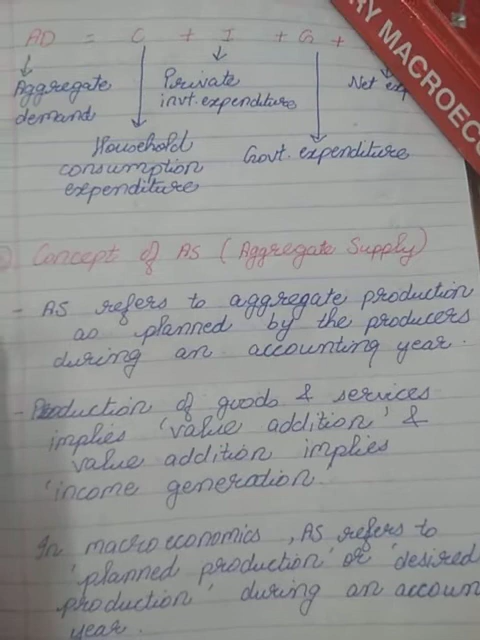 AD = C + I + G +
Aggregate
demand
Private
invt. expenditure
Net exp
Household
consumption
expenditure
Govt. expenditure
RY MACROECO
Concept of AS (Aggregate Supply)
- AS refers to aggregate production
as planned by the producers
during an accounting year.
- Production of goods & services
implies 'value addition' &
value addition implies
'income generation.
In macroeconomics, AS refers to
'planned production' or 'desired
production' during an accoun
year.